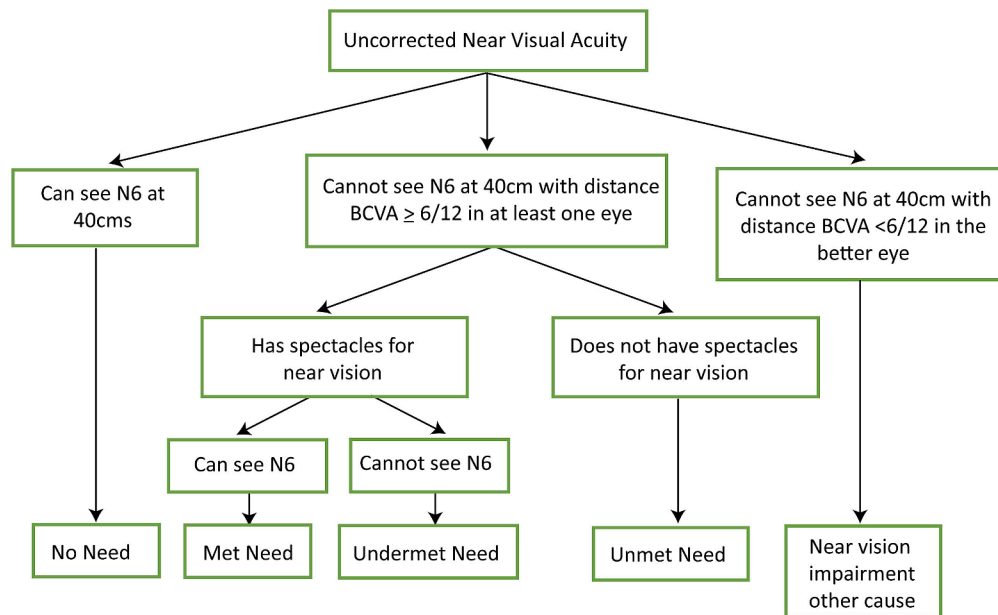 Uncorrected Near Visual Acuity
Can see N6 at
40cms
Cannot see N6 at 40cm with distance
BCVA ≥ 6/12 in at least one eye
Cannot see N6 at 40cm with
distance BCVA <6/12 in the
better eye
Has spectacles for
near vision
Does not have spectacles
for near vision
Can see N6
Cannot see N6
No Need
Met Need
Undermet Need
Unmet Need
Near vision
impairment
other cause